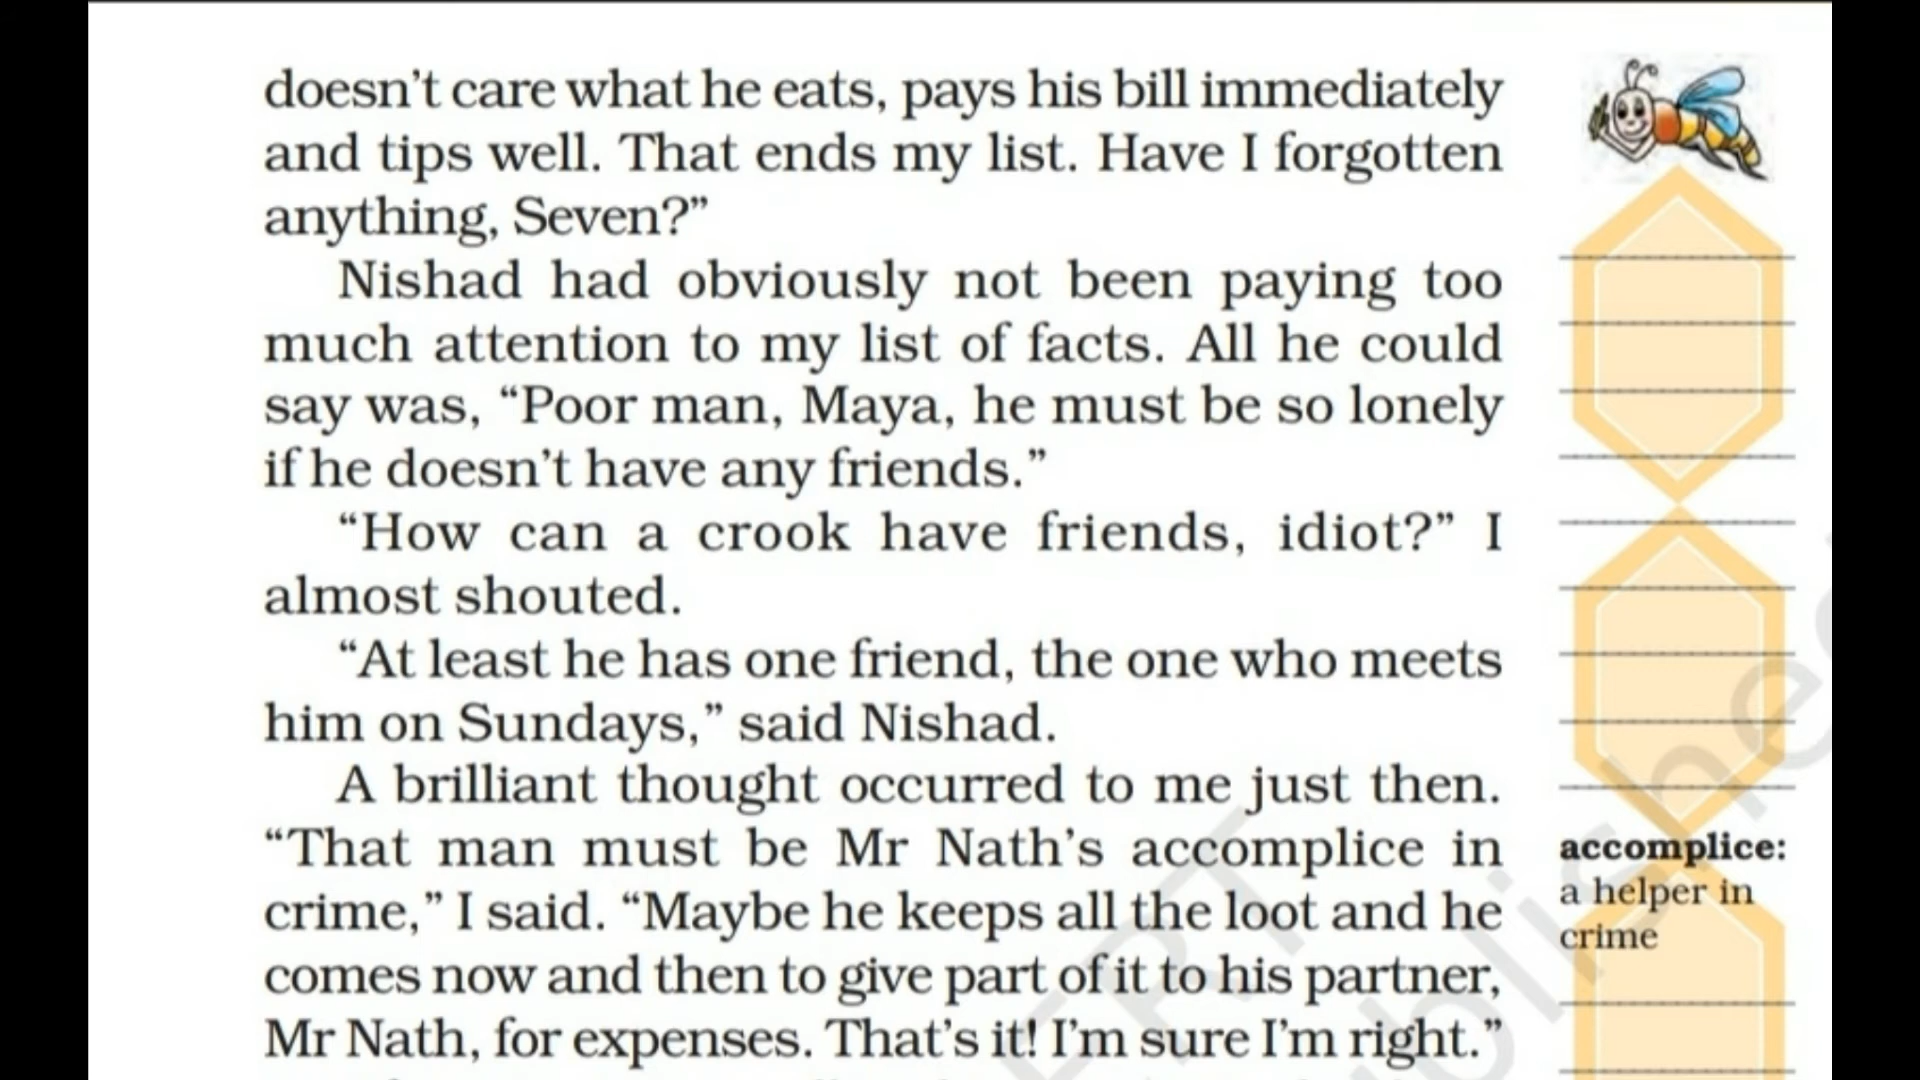 doesn’t care what he eats, pays his bill immediately
and tips well. That ends my list. Have I forgotten
anything, Seven?”
Nishad had obviously not been paying too
much attention to my list of facts. All he could
say was, “Poor man, Maya, he must be so lonely
if he doesn’t have any friends.”
“How can a crook have friends, idiot?” I
almost shouted.
“At least he has one friend, the one who meets
him on Sundays,” said Nishad.
A brilliant thought occurred to me just then.
“That man must be Mr Nath’s accomplice in
crime,” I said. “Maybe he keeps all the loot and he
comes now and then to give part of it to his partner,
Mr Nath, for expenses. That’s it! I’m sure I’m right.”
accomplice:
a helper in
crime